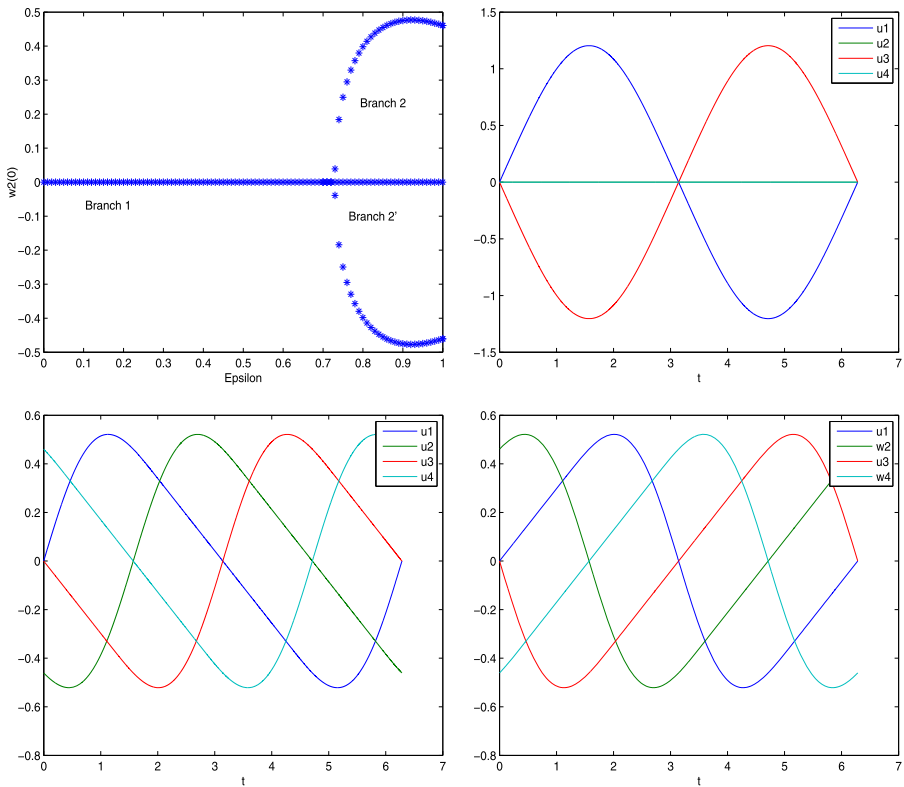 0.5
0.4
0.3
0.2
0.1
0
−0.1
−0.2
−0.3
−0.4
−0.5
w2(0)
Branch 2
Branch 1
Branch 2'
0 0.1 0.2 0.3 0.4 0.5 0.6 0.7 0.8 0.9 1
Epsilon
1.5
1
0.5
0
−0.5
−1
−1.5
u1
u2
u3
u4
0 1 2 3 4 5 6 7
t
0.6
0.4
0.2
0
−0.2
−0.4
−0.6
−0.8
u1
u2
u3
u4
0 1 2 3 4 5 6 7
t
0.6
0.4
0.2
0
−0.2
−0.4
−0.6
−0.8
u1
w2
u3
w4
0 1 2 3 4 5 6 7
t